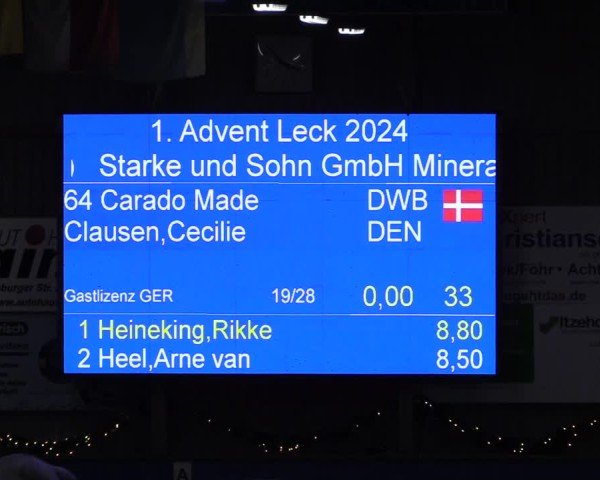 1. Advent Leck 2024
) Starke und Sohn GmbH Minera
64 Carado Made DWB
Clausen,Cecilie DEN
Gastlizenz GER 19/28 0,00 33
1 Heineking,Rikke 8,80
2 Heel,Arne van 8,50
A